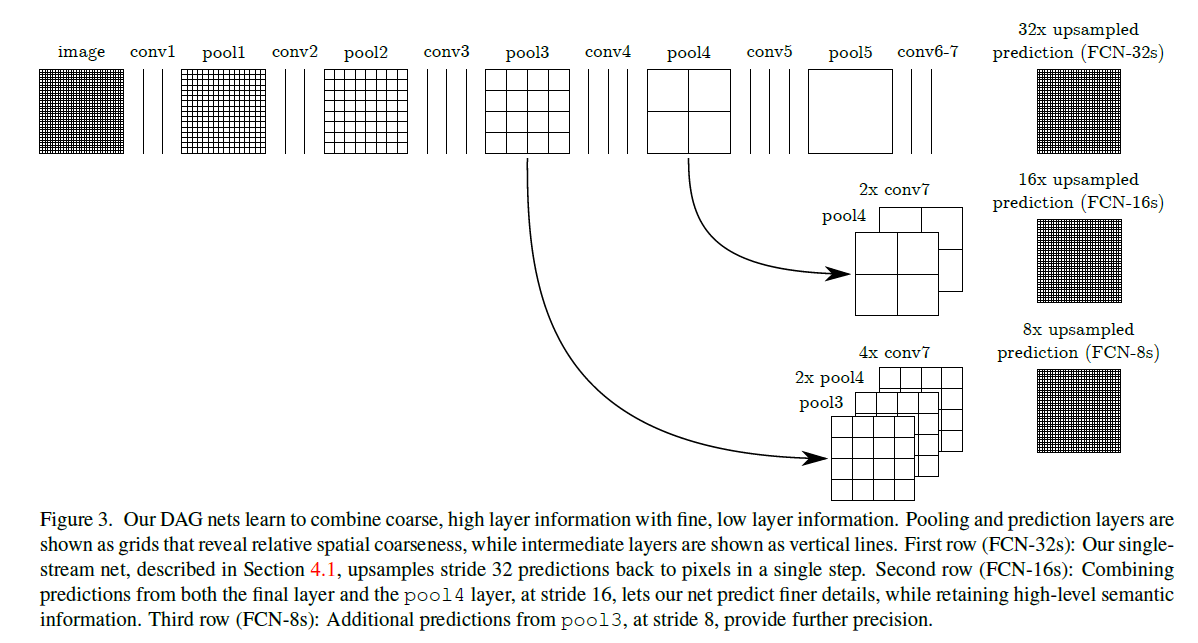 image conv1 pool1 conv2 pool2 conv3 pool3 conv4 pool4 conv5 pool5 conv6-7
32x upsampled
prediction (FCN-32s)
16x upsampled
prediction (FCN-16s)
2x conv7
pool4
8x upsampled
prediction (FCN-8s)
4x conv7
2x pool4
pool3
Figure 3. Our DAG nets learn to combine coarse, high layer information with fine, low layer information. Pooling and prediction layers are
shown as grids that reveal relative spatial coarseness, while intermediate layers are shown as vertical lines. First row (FCN-32s): Our single-
stream net, described in Section 4.1, upsamples stride 32 predictions back to pixels in a single step. Second row (FCN-16s): Combining
predictions from both the final layer and the pool4 layer, at stride 16, lets our net predict finer details, while retaining high-level semantic
information. Third row (FCN-8s): Additional predictions from pool3, at stride 8, provide further precision.